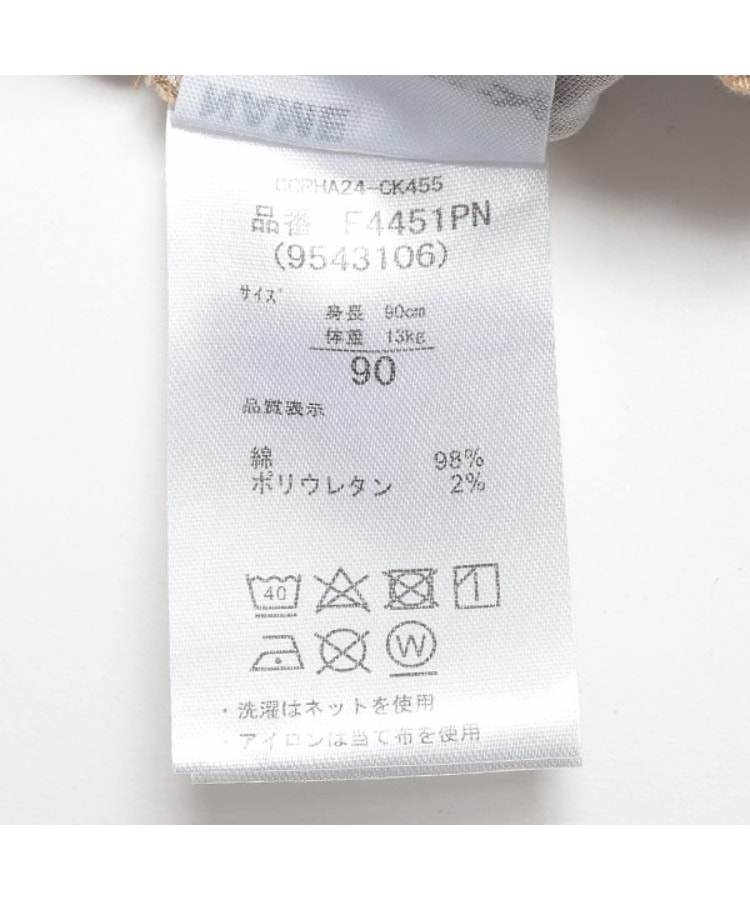 NAME
CCRHA24-CK455
品番 F4451PN
(9543106)
サイズ
身長 90cm
体重 13kg
90
品質表示
綿 98%
ポリウレタン 2%
40
W
・洗濯はネットを使用
・アイロンは当て布を使用